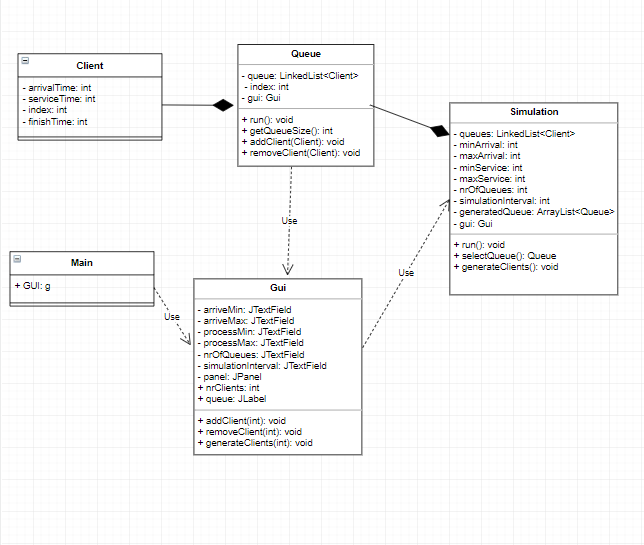 Client
- arrivalTime: int
- serviceTime: int
- index: int
- finishTime: int
Queue
- queue: LinkedList<Client>
- index: int
- gui: Gui
+ run(): void
+ getQueueSize(): int
+ addClient(Client): void
+ removeClient(Client): void
Simulation
- queues: LinkedList<Client>
- minArrival: int
- maxArrival: int
- minService: int
- maxService: int
- nrOfQueues: int
- simulationInterval: int
- generatedQueue: ArrayList<Queue>
- gui: Gui
+ run(): void
+ selectQueue(): Queue
+ generateClients(): void
Use
Main
+ GUI: g
Use
Use
Gui
- arriveMin: JTextField
- arriveMax: JTextField
- processMin: JTextField
- processMax: JTextField
- nrOfQueues: JTextField
- simulationInterval: JTextField
- panel: JPanel
+ nrClients: int
+ queue: JLabel
+ addClient(int): void
+ removeClient(int): void
+ generateClients(int): void